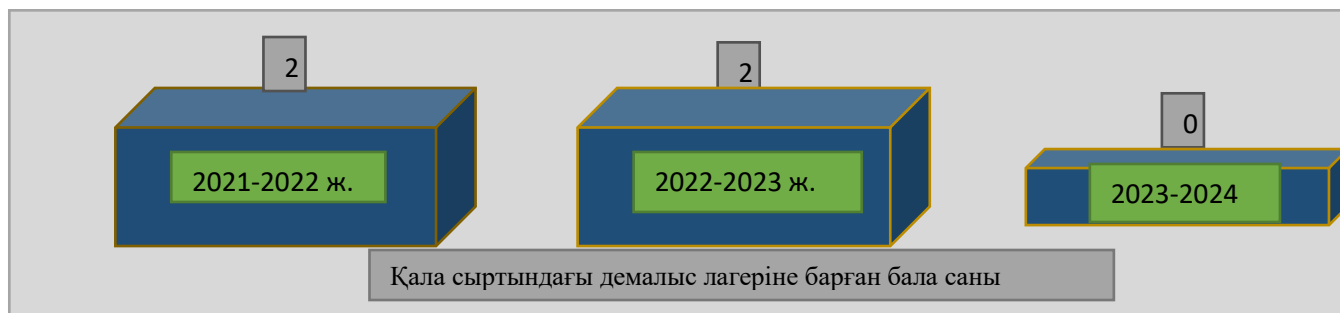 2
2
0
2021-2022 ж.
2022-2023 ж.
2023-2024
Қала сыртындағы демалыс лагеріне барған бала саны